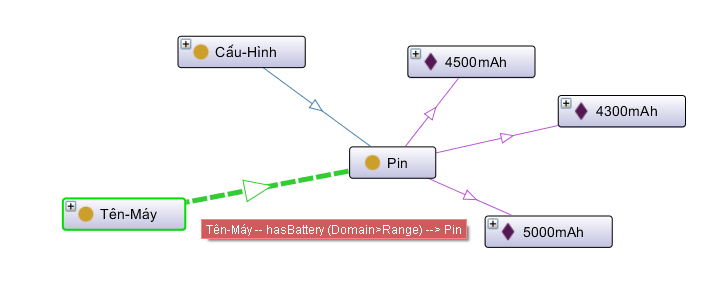 Cấu-Hình
4500mAh
4300mAh
Pin
Tên-Máy
Tên-Máy -- hasBattery (Domain>Range) --> Pin
5000mAh